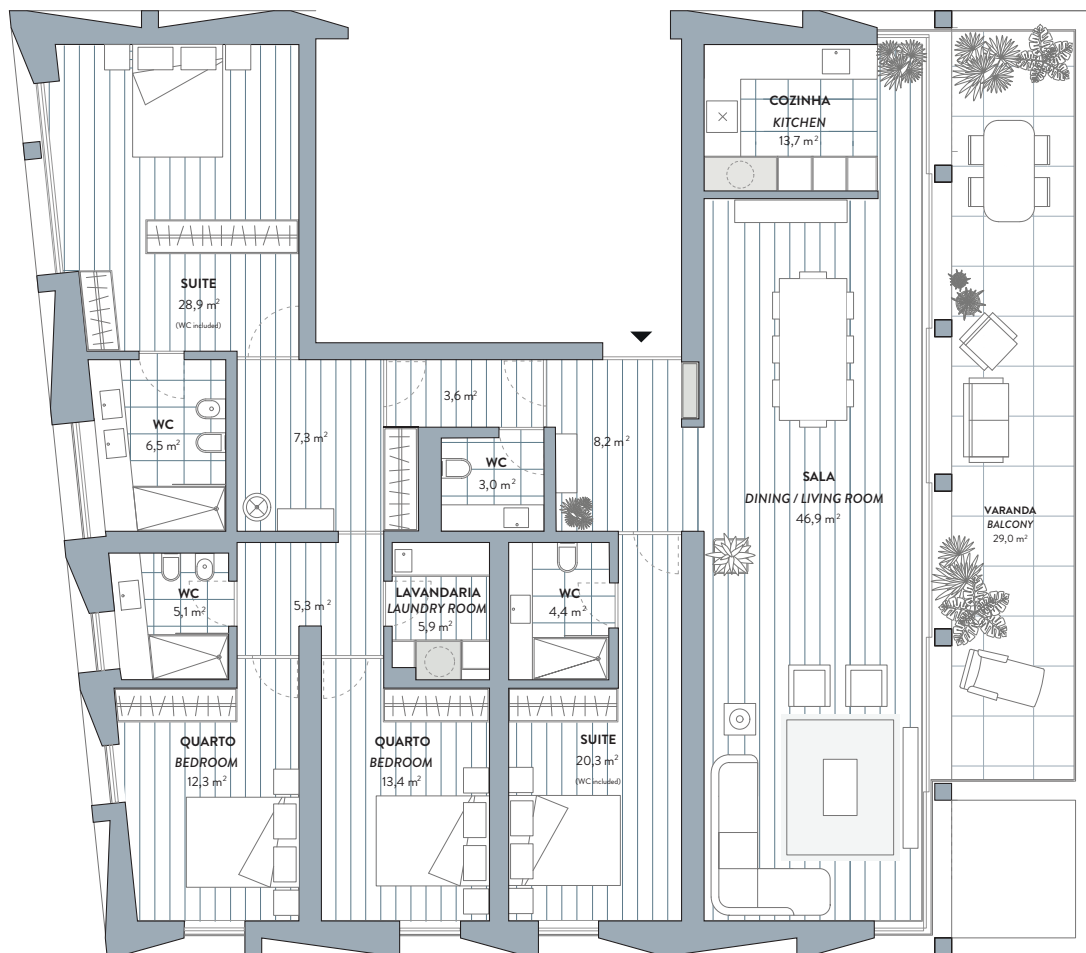 COZINHA
KITCHEN
13,7 m²
SUITE
28,9 m²
(WC included)
3,6 m²
WC
6,5 m²
7,3 m²
8,2 m²
WC
3,0 m²
SALA
DINING / LIVING ROOM
46,9 m²
VARANDA
BALCONY
29,0 m²
WC
5,1 m²
5,3 m²
LAVANDARIA
LAUNDRY ROOM
5,9 m²
WC
4,4 m²
QUARTO
BEDROOM
12,3 m²
QUARTO
BEDROOM
13,4 m²
SUITE
20,3 m²
(WC included)